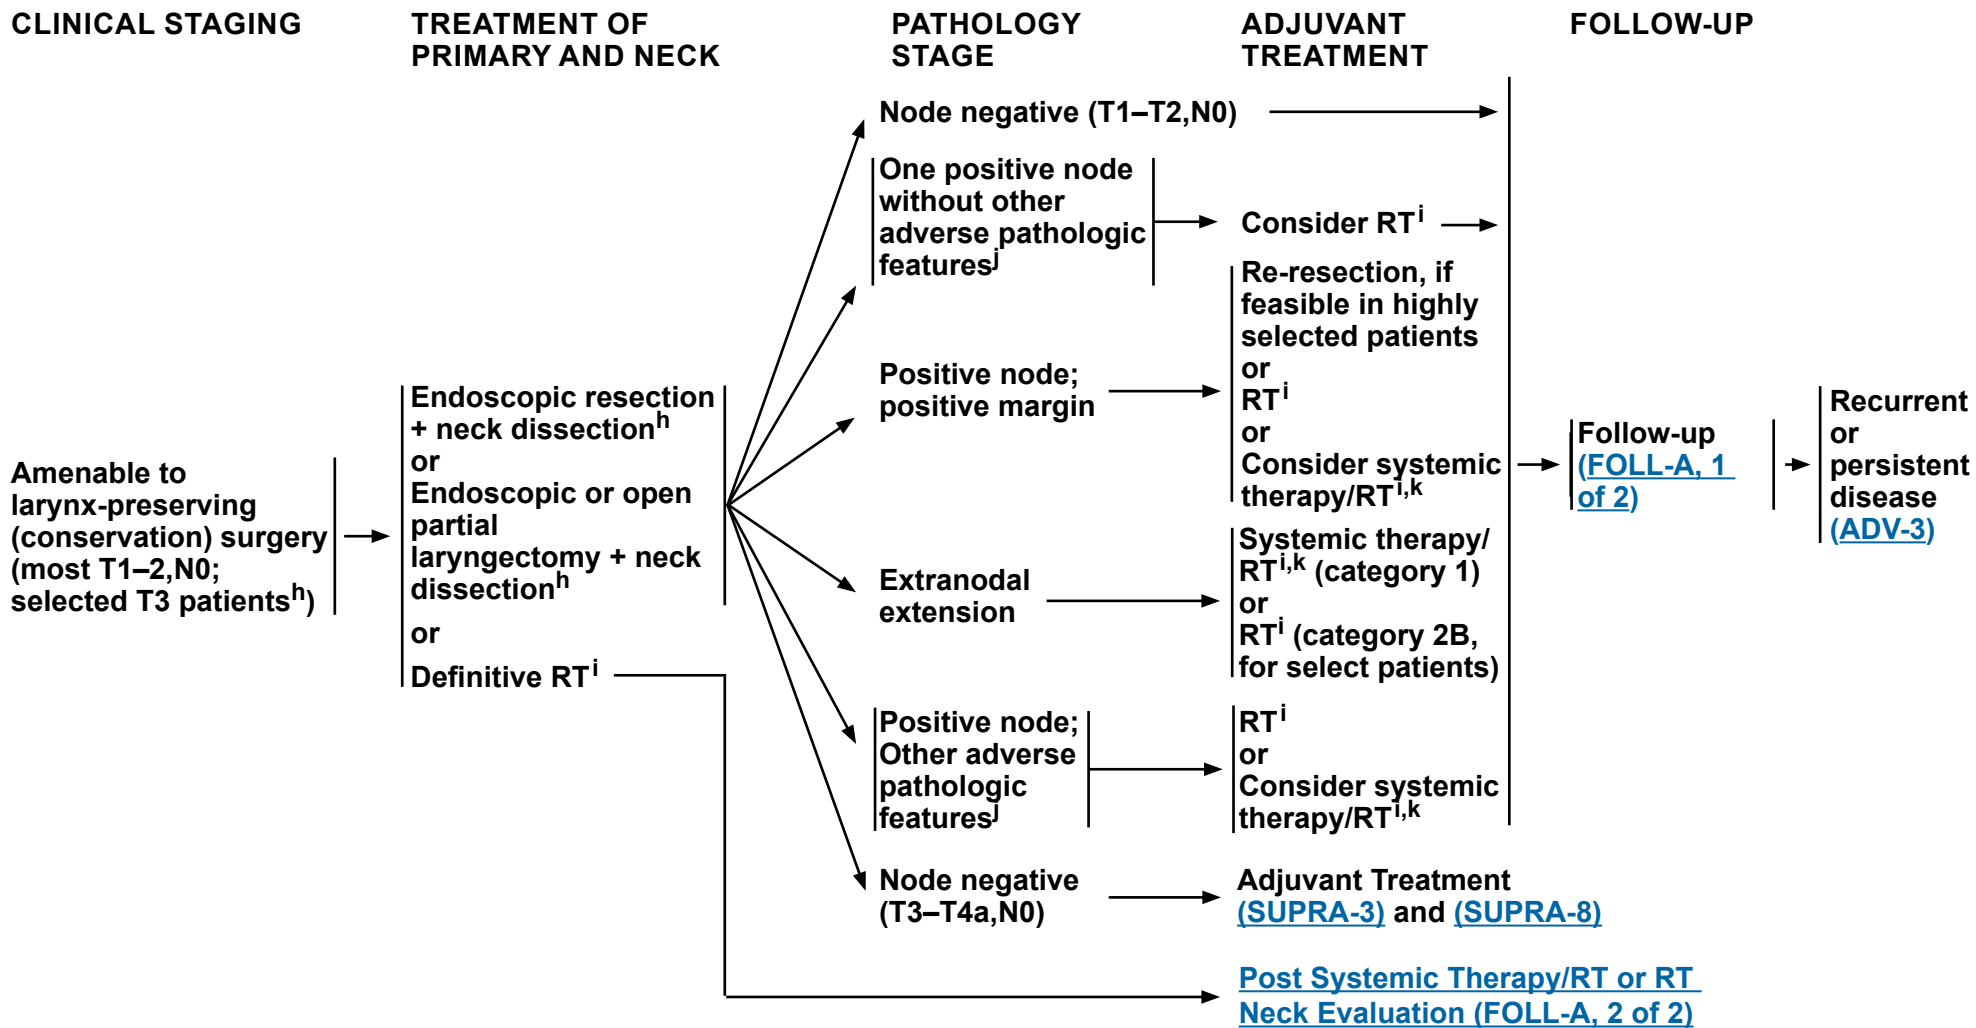 CLINICAL STAGING
TREATMENT OF
PRIMARY AND NECK
PATHOLOGY
STAGE
ADJUVANT
TREATMENT
FOLLOW-UP
Amenable to
larynx-preserving
(conservation) surgery
(most T1–2,N0;
selected T3 patientsh)
Endoscopic resection
+ neck dissectionh
or
Endoscopic or open
partial
laryngectomy + neck
dissectionh
or
Definitive RTi
Node negative (T1–T2,N0)
One positive node
without other
adverse pathologic
featuresj
Consider RTi
Positive node;
positive margin
Re-resection, if
feasible in highly
selected patients
or
RTi
or
Consider systemic
therapy/RTi,k
Extranodal
extension
Systemic therapy/
RTi,k (category 1)
or
RTi (category 2B,
for select patients)
Positive node;
Other adverse
pathologic
featuresj
RTi
or
Consider systemic
therapy/RTi,k
Node negative
(T3–T4a,N0)
Adjuvant Treatment
(SUPRA-3) and (SUPRA-8)
Post Systemic Therapy/RT or RT
Neck Evaluation (FOLL-A, 2 of 2)
Follow-up
(FOLL-A, 1
of 2)
Recurrent
or
persistent
disease
(ADV-3)